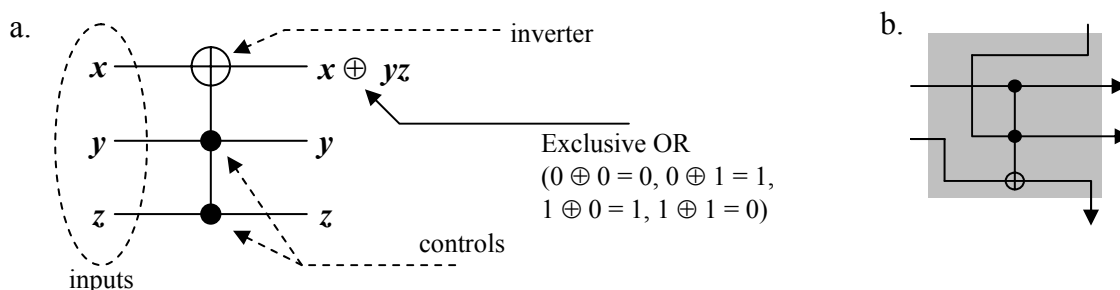 a.
inverter
b.
x
x ⊕ yz
y
y
Exclusive OR
(0 ⊕ 0 = 0, 0 ⊕ 1 = 1,
1 ⊕ 0 = 1, 1 ⊕ 1 = 0)
z
z
controls
inputs